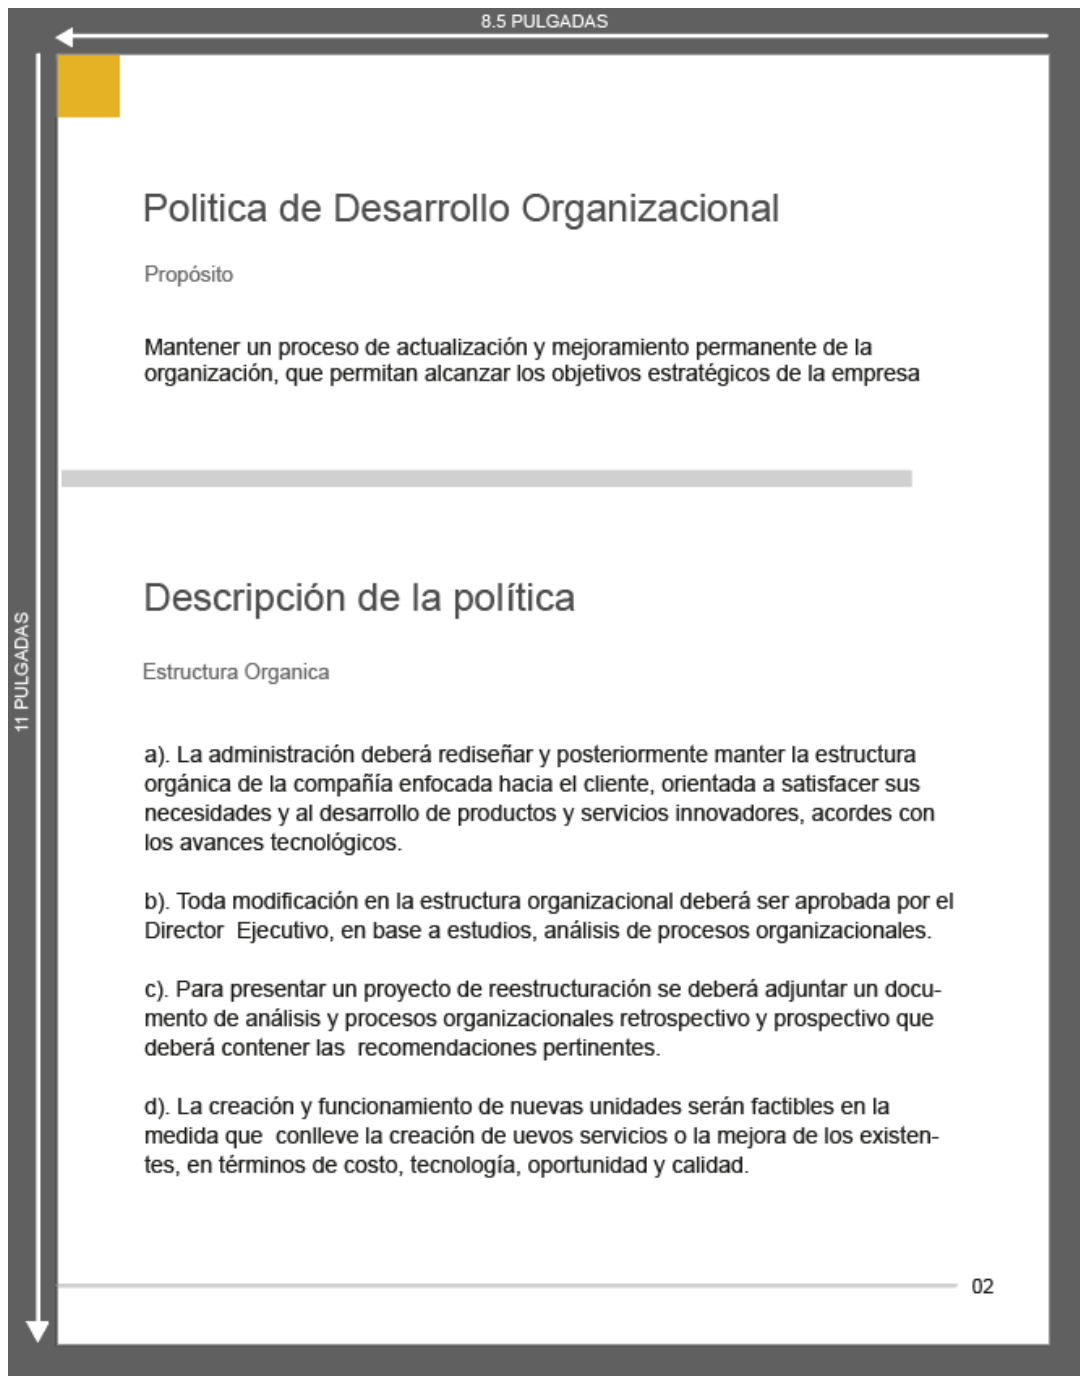 8.5 PULGADAS
11 PULGADAS
Politica de Desarrollo Organizacional
Propósito
Mantener un proceso de actualización y mejoramiento permanente de la
organización, que permitan alcanzar los objetivos estratégicos de la empresa
Descripción de la política
Estructura Organica
a). La administración deberá rediseñar y posteriormente manter la estructura
orgánica de la compañía enfocada hacia el cliente, orientada a satisfacer sus
necesidades y al desarrollo de productos y servicios innovadores, acordes con
los avances tecnológicos.
b). Toda modificación en la estructura organizacional deberá ser aprobada por el
Director  Ejecutivo, en base a estudios, análisis de procesos organizacionales.
c). Para presentar un proyecto de reestructuración se deberá adjuntar un docu-
mento de análisis y procesos organizacionales retrospectivo y prospectivo que
deberá contener las  recomendaciones pertinentes.
d). La creación y funcionamiento de nuevas unidades serán factibles en la
medida que  conlleve la creación de uevos servicios o la mejora de los existen-
tes, en términos de costo, tecnología, oportunidad y calidad.
02